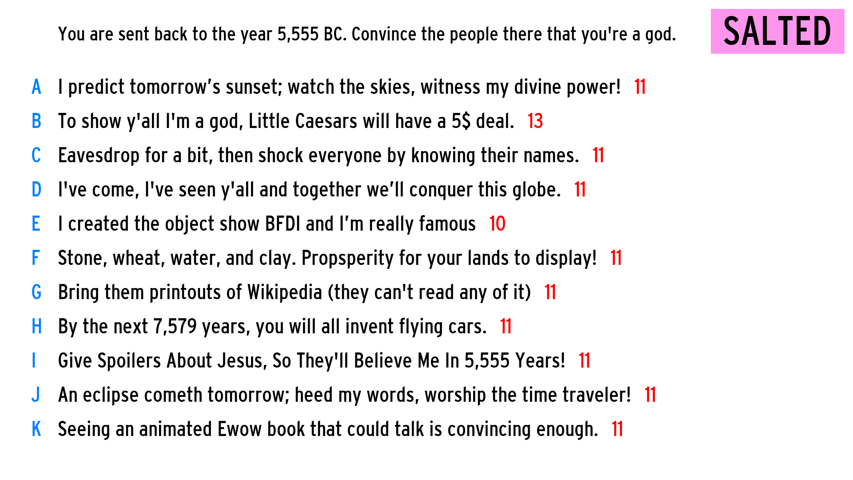 You are sent back to the year 5,555 BC. Convince the people there that you're a god.
SALTED
A I predict tomorrow's sunset; watch the skies, witness my divine power! 11
B To show y'all I'm a god, Little Caesars will have a 5$ deal. 13
C Eavesdrop for a bit, then shock everyone by knowing their names. 11
D I've come, I've seen y'all and together we'll conquer this globe. 11
E I created the object show BFDI and I'm really famous 10
F Stone, wheat, water, and clay. Propsperity for your lands to display! 11
G Bring them printouts of Wikipedia (they can't read any of it) 11
H By the next 7,579 years, you will all invent flying cars. 11
I Give Spoilers About Jesus, So They'll Believe Me In 5,555 Years! 11
J An eclipse cometh tomorrow; heed my words, worship the time traveler! 11
K Seeing an animated Ewow book that could talk is convincing enough. 11